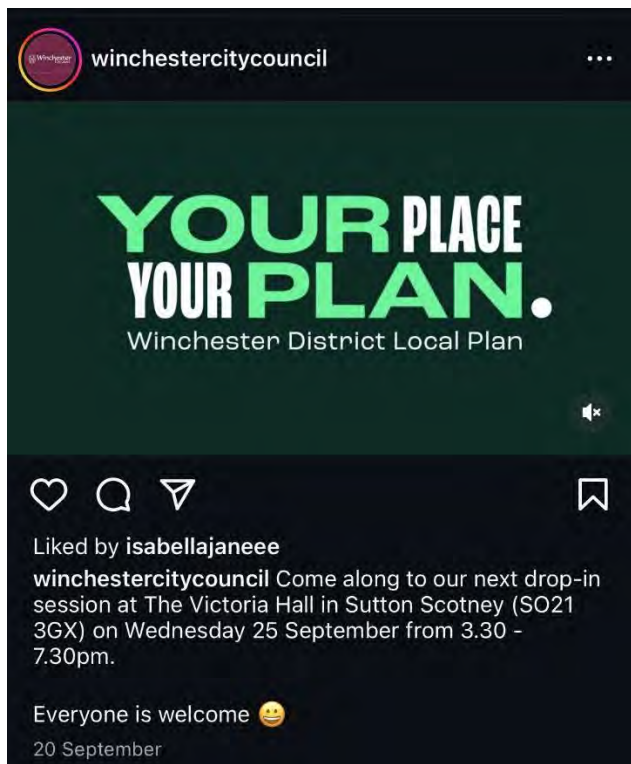 Winchester
winchestercitycouncil
YOUR PLACE
YOUR PLAN.
Winchester District Local Plan
Liked by isabellajaneee
winchestercitycouncil Come along to our next drop-in
session at The Victoria Hall in Sutton Scotney (SO21
3GX) on Wednesday 25 September from 3.30 -
7.30pm.
Everyone is welcome 😀
20 September